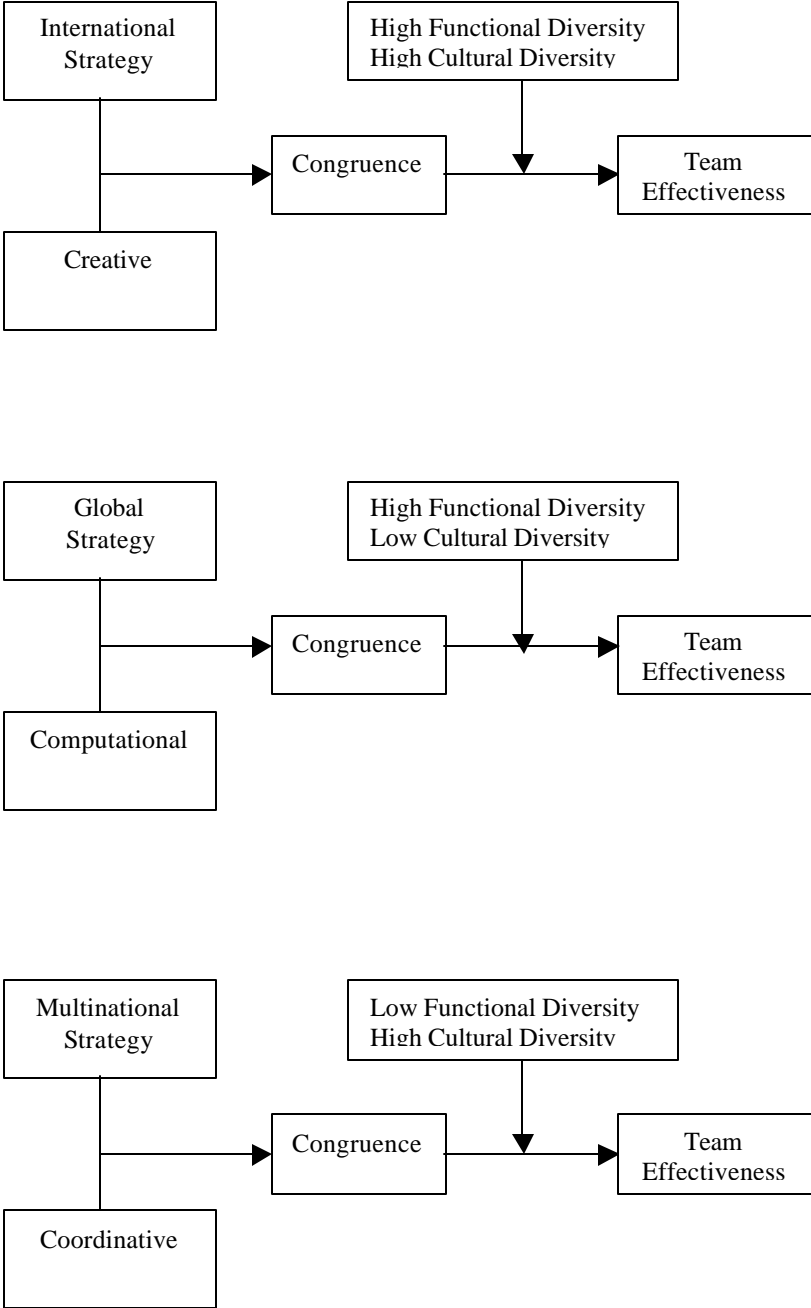 International
Strategy
High Functional Diversity
High Cultural Diversity
Congruence
Team
Effectiveness
Creative
Global
Strategy
High Functional Diversity
Low Cultural Diversity
Congruence
Team
Effectiveness
Computational
Multinational
Strategy
Low Functional Diversity
High Cultural Diversity
Congruence
Team
Effectiveness
Coordinative